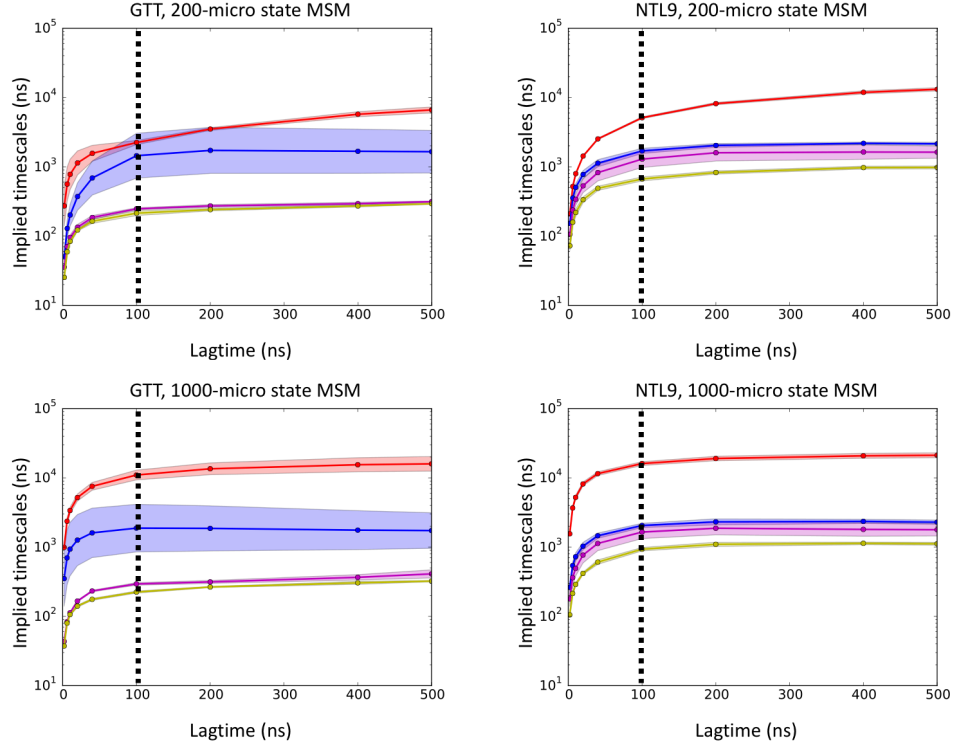 GTT, 200-micro state MSM
Implied timescales (ns)
10^5
10^4
10^3
10^2
10^1
0 100 200 300 400 500
Lagtime (ns)
NTL9, 200-micro state MSM
Implied timescales (ns)
10^5
10^4
10^3
10^2
10^1
0 100 200 300 400 500
Lagtime (ns)
GTT, 1000-micro state MSM
Implied timescales (ns)
10^5
10^4
10^3
10^2
10^1
0 100 200 300 400 500
Lagtime (ns)
NTL9, 1000-micro state MSM
Implied timescales (ns)
10^5
10^4
10^3
10^2
10^1
0 100 200 300 400 500
Lagtime (ns)